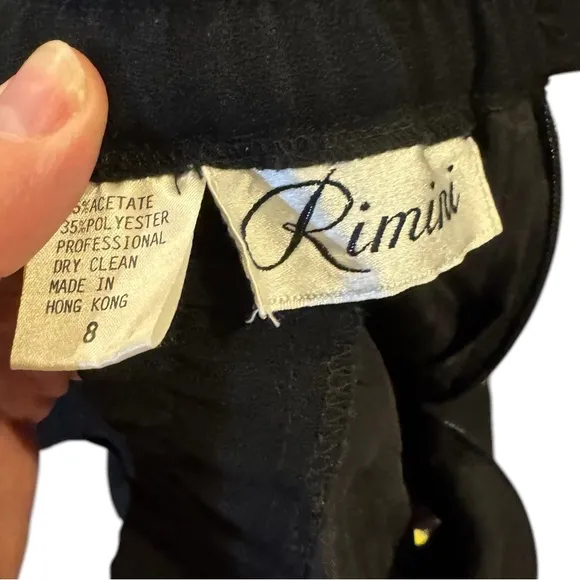 5%ACETATE
35%POLYESTER
PROFESSIONAL
DRY CLEAN
MADE IN
HONG KONG
8
Rimini